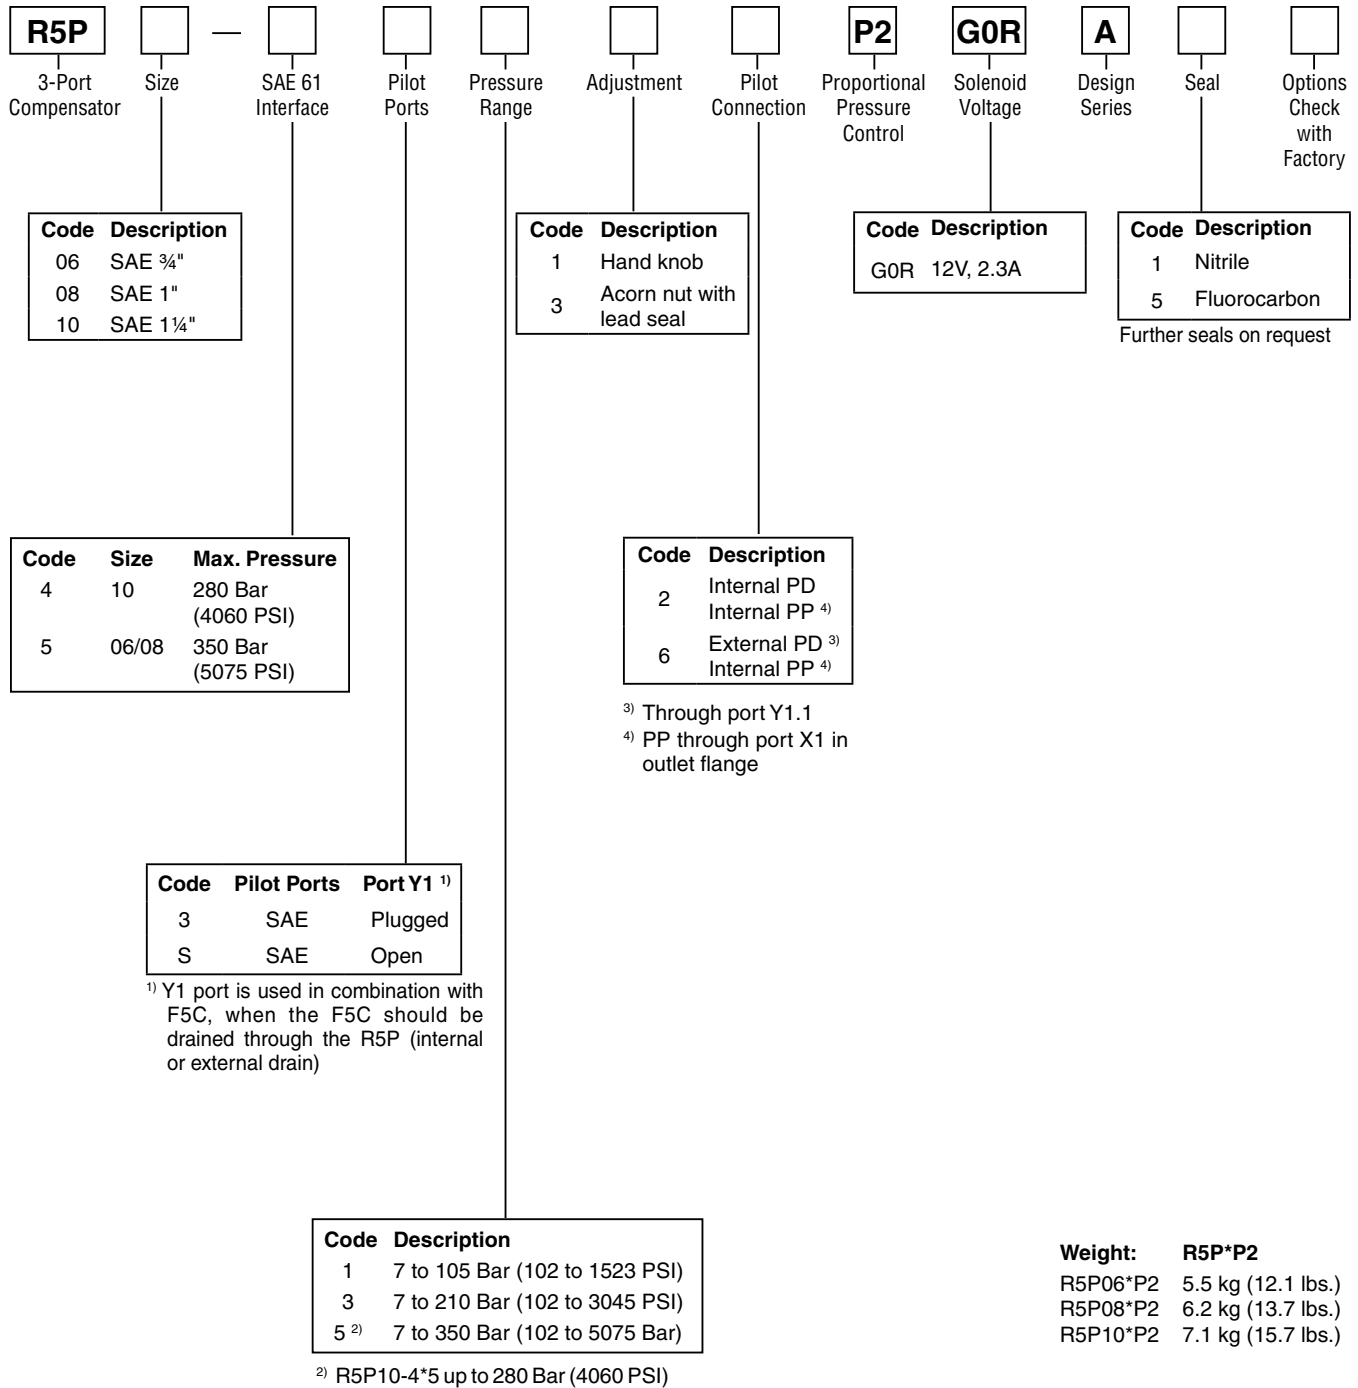 R5P — P2 G0R A
3-Port Compensator
Size
SAE 61 Interface
Pilot Ports
Pressure Range
Adjustment
Pilot Connection
Proportional Pressure Control
Solenoid Voltage
Design Series
Seal
Options Check with Factory
Code Description
06 SAE ¾"
08 SAE 1"
10 SAE 1¼"
Code Description
1 Hand knob
3 Acorn nut with
lead seal
Code Description
G0R 12V, 2.3A
Code Description
1 Nitrile
5 Fluorocarbon
Further seals on request
Code Size Max. Pressure
4 10 280 Bar
(4060 PSI)
5 06/08 350 Bar
(5075 PSI)
Code Description
2 Internal PD
Internal PP 4)
6 External PD 3)
Internal PP 4)
3) Through port Y1.1
4) PP through port X1 in
outlet flange
Code Pilot Ports Port Y1 1)
3 SAE Plugged
S SAE Open
1) Y1 port is used in combination with
F5C, when the F5C should be
drained through the R5P (internal
or external drain)
Code Description
1 7 to 105 Bar (102 to 1523 PSI)
3 7 to 210 Bar (102 to 3045 PSI)
5 2) 7 to 350 Bar (102 to 5075 Bar)
2) R5P10-4*5 up to 280 Bar (4060 PSI)
Weight: R5P*P2
R5P06*P2 5.5 kg (12.1 lbs.)
R5P08*P2 6.2 kg (13.7 lbs.)
R5P10*P2 7.1 kg (15.7 lbs.)